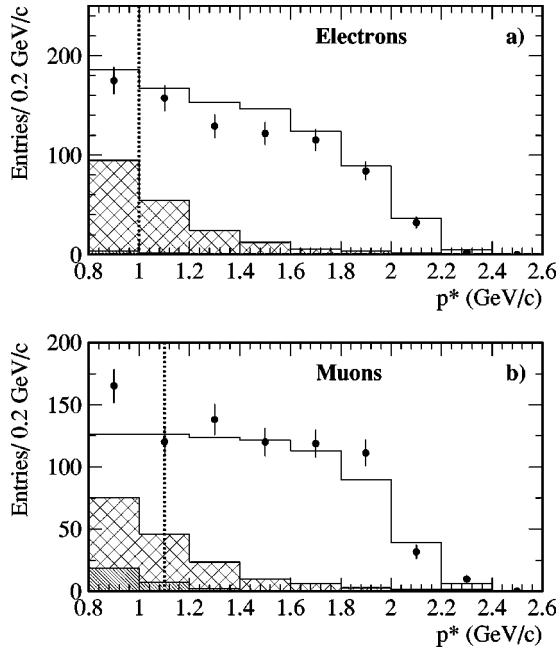 Entries/ 0.2 GeV/c
Electrons
a)
200
100
0
0.8 1 1.2 1.4 1.6 1.8 2 2.2 2.4 2.6
p* (GeV/c)
Entries/ 0.2 GeV/c
Muons
b)
200
150
100
50
0
0.8 1 1.2 1.4 1.6 1.8 2 2.2 2.4 2.6
p* (GeV/c)